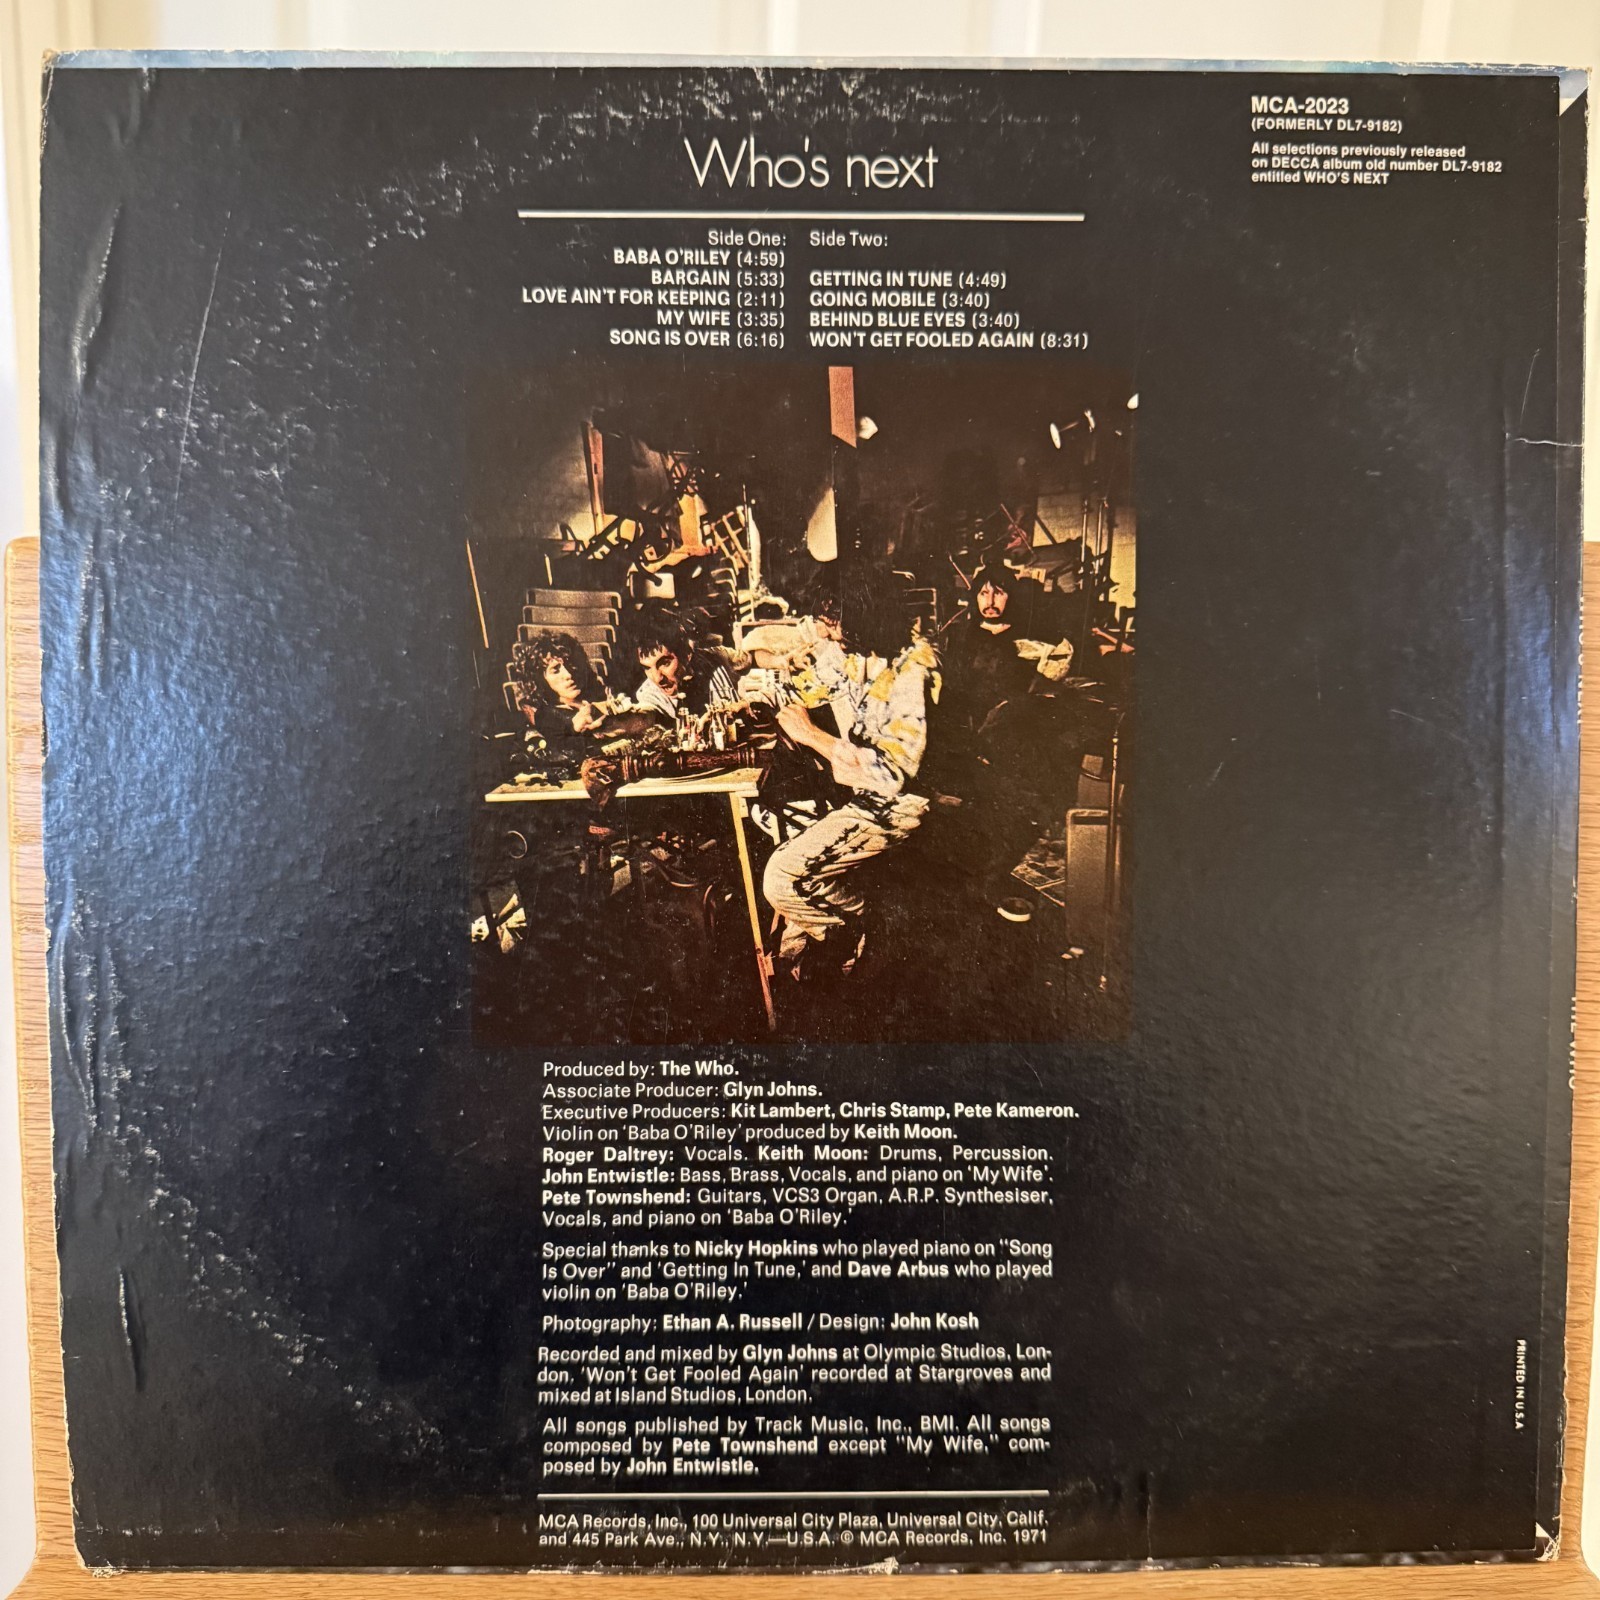 MCA-2023
(FORMERLY DL7-9182)
All selections previously released
on DECCA album old number DL7-9182
entitled WHO'S NEXT
Who's next
Side One:
BABA O'RILEY (4:59)
BARGAIN (5:33)
LOVE AIN'T FOR KEEPING (2:11)
MY WIFE (3:35)
SONG IS OVER (6:16)
Side Two:
GETTING IN TUNE (4:49)
GOING MOBILE (3:40)
BEHIND BLUE EYES (3:40)
WON'T GET FOOLED AGAIN (8:31)
Produced by: The Who.
Associate Producer: Glyn Johns.
Executive Producers: Kit Lambert, Chris Stamp, Pete Kameron.
Violin on 'Baba O'Riley' produced by Keith Moon.
Roger Daltrey: Vocals. Keith Moon: Drums, Percussion.
John Entwistle: Bass, Brass, Vocals, and piano on 'My Wife'.
Pete Townshend: Guitars, VCS3 Organ, A.R.P. Synthesiser,
Vocals, and piano on 'Baba O'Riley.'
Special thanks to Nicky Hopkins who played piano on "Song
Is Over" and 'Getting In Tune,' and Dave Arbus who played
violin on 'Baba O'Riley.'
Photography: Ethan A. Russell / Design: John Kosh
Recorded and mixed by Glyn Johns at Olympic Studios, Lon-
don, 'Won't Get Fooled Again' recorded at Stargroves and
mixed at Island Studios, London.
All songs published by Track Music, Inc., BMI. All songs
composed by Pete Townshend except "My Wife," com-
posed by John Entwistle.
MCA Records, Inc., 100 Universal City Plaza, Universal City, Calif.
and 445 Park Ave., N.Y., N.Y.—U.S.A. © MCA Records, Inc. 1971
PRINTED IN U.S.A.
THE WHO